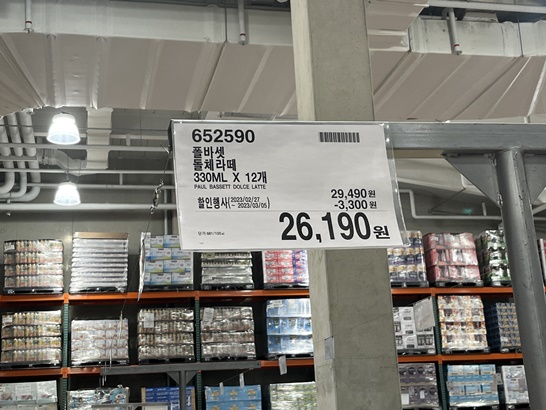 652590
폴바셋
돌체라떼
330ML X 12개
PAUL BASSETT DOLCE LATTE
29,490원
할인행사(2023/02/27 ~ 2023/03/05)
-3,300원
26,190원